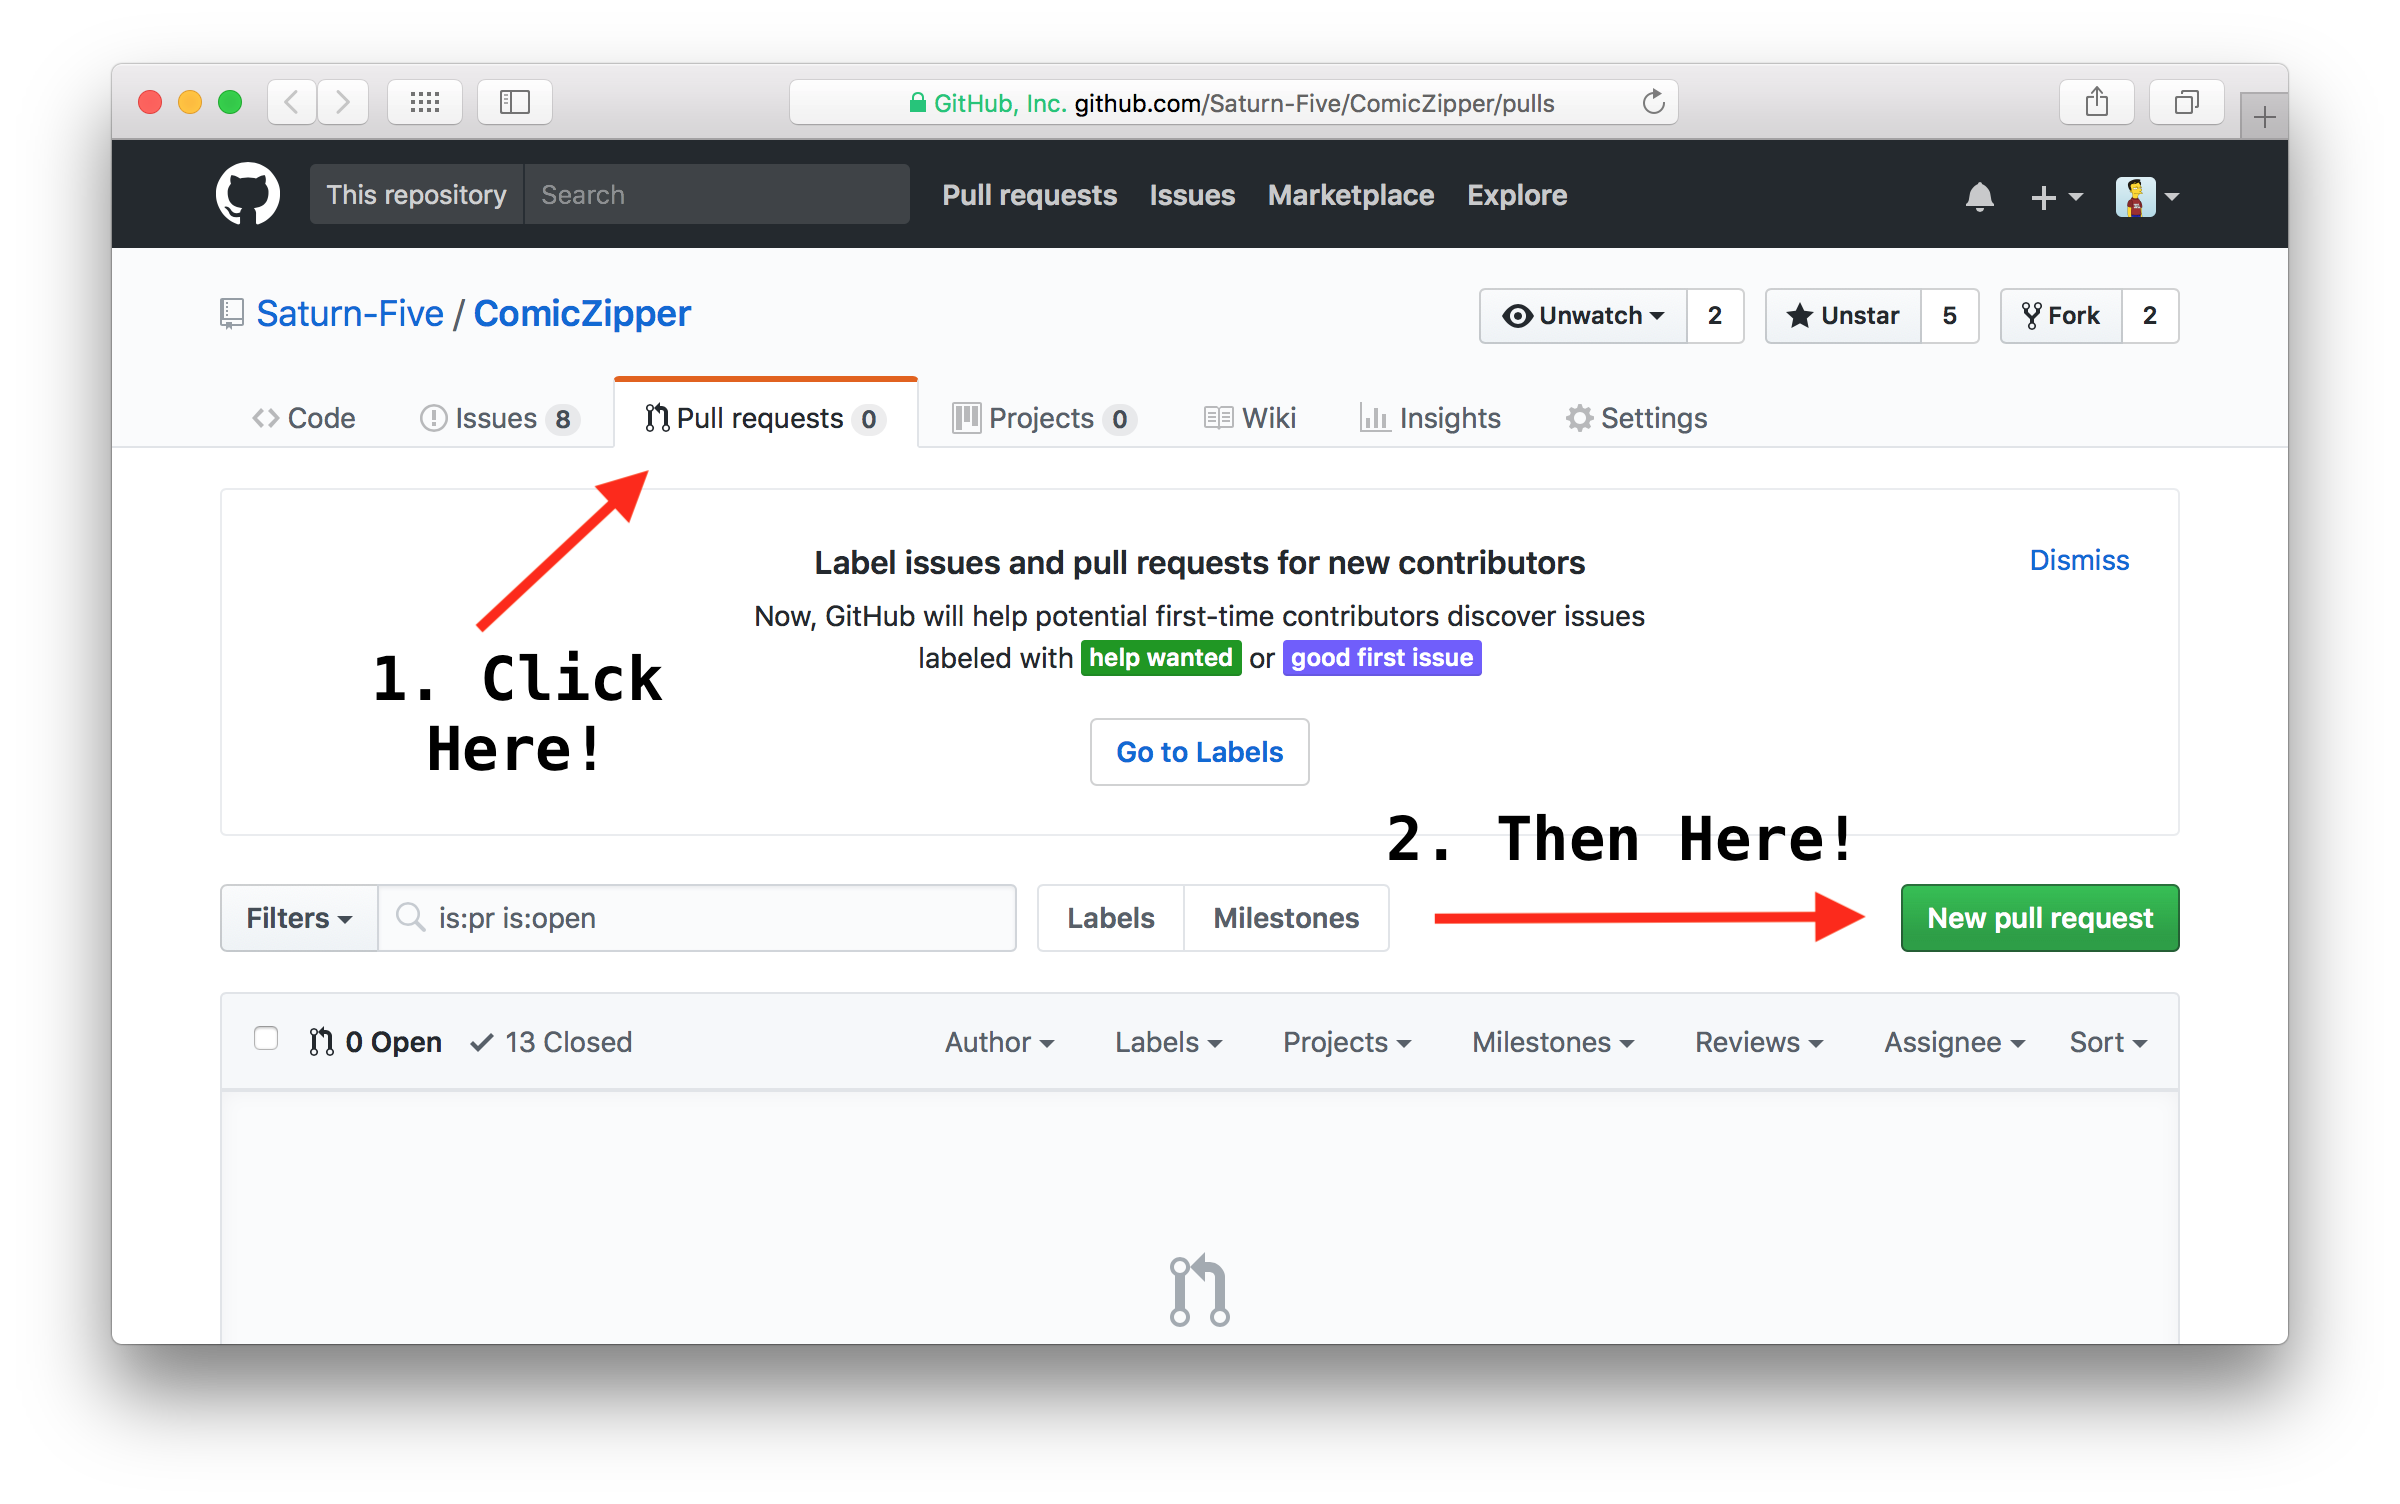 GitHub, Inc. github.com/Saturn-Five/ComicZipper/pulls
This repository Search Pull requests Issues Marketplace Explore
Saturn-Five / ComicZipper Unwatch 2 Unstar 5 Fork 2
Code Issues 8 Pull requests 0 Projects 0 Wiki Insights Settings
Label issues and pull requests for new contributors Dismiss
Now, GitHub will help potential first-time contributors discover issues
labeled with help wanted or good first issue
1. Click
Here!
Go to Labels
2. Then Here!
Filters is:pr is:open Labels Milestones New pull request
0 Open 13 Closed Author Labels Projects Milestones Reviews Assignee Sort